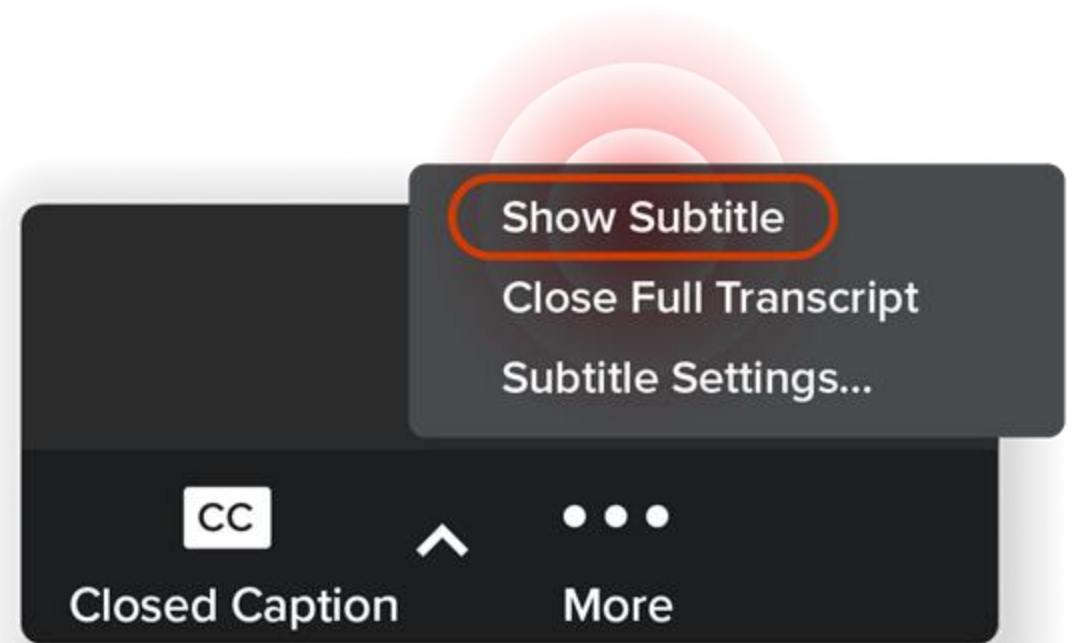 Show Subtitle
Close Full Transcript
Subtitle Settings...
CC
Closed Caption
More